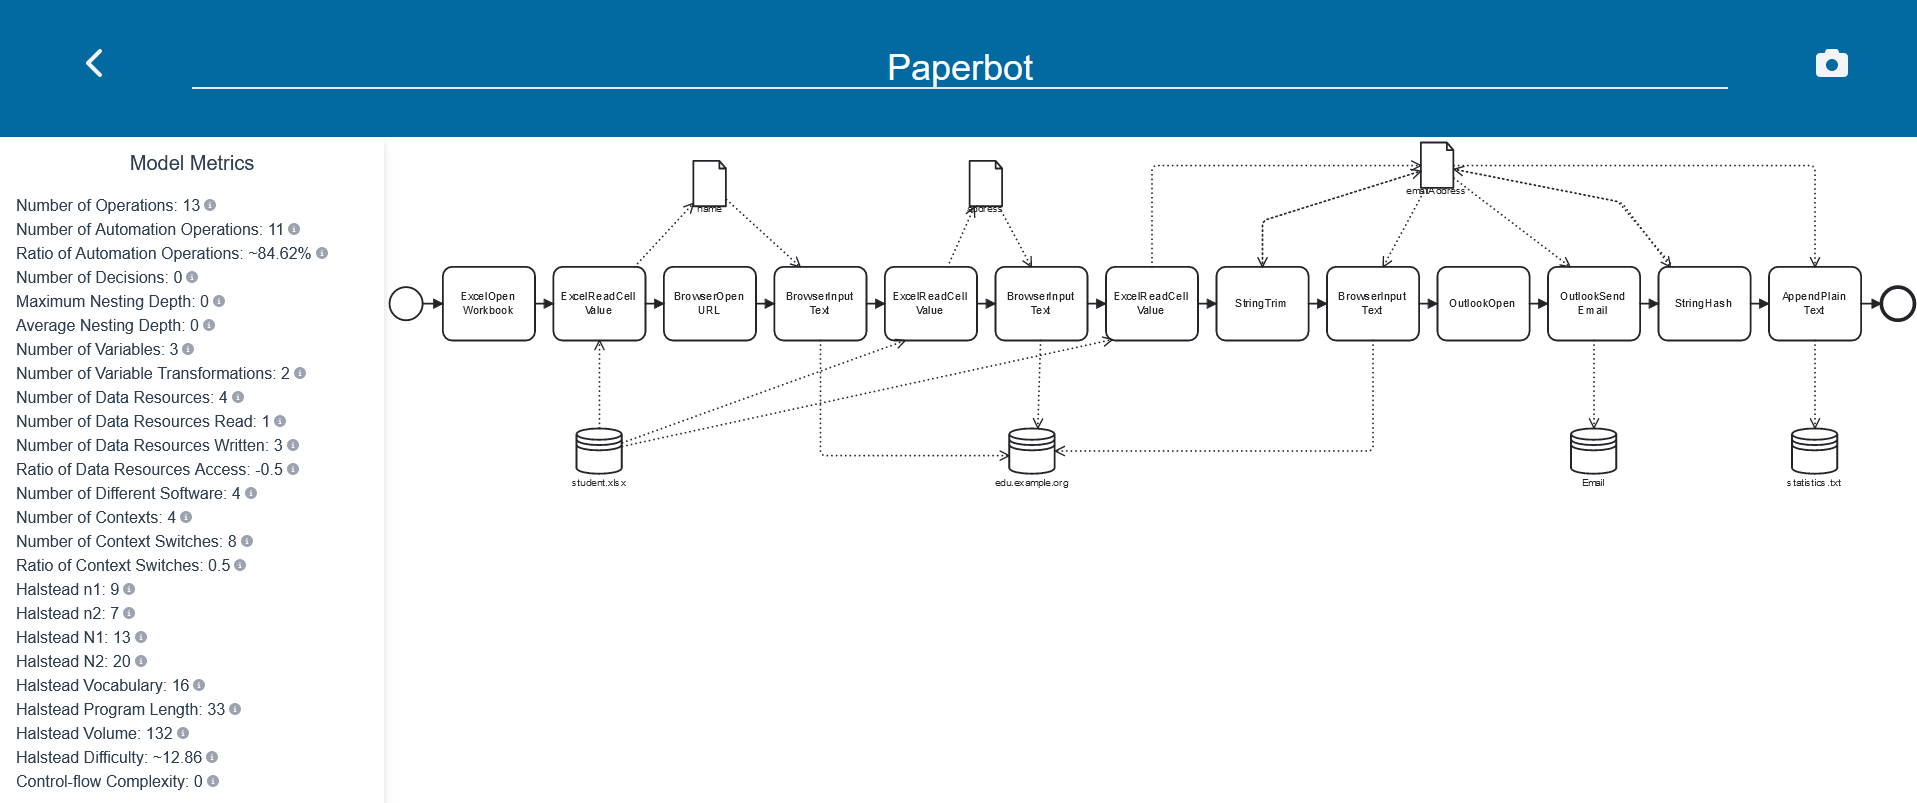 Paperbot
Model Metrics
Number of Operations: 13
Number of Automation Operations: 11
Ratio of Automation Operations: ~84.62%
Number of Decisions: 0
Maximum Nesting Depth: 0
Average Nesting Depth: 0
Number of Variables: 3
Number of Variable Transformations: 2
Number of Data Resources: 4
Number of Data Resources Read: 1
Number of Data Resources Written: 3
Ratio of Data Resources Access: -0.5
Number of Different Software: 4
Number of Contexts: 4
Number of Context Switches: 8
Ratio of Context Switches: 0.5
Halstead n1: 9
Halstead n2: 7
Halstead N1: 13
Halstead N2: 20
Halstead Vocabulary: 16
Halstead Program Length: 33
Halstead Volume: 132
Halstead Difficulty: ~12.86
Control-flow Complexity: 0
name
address
emailAddress
ExcelOpen
Workbook
ExcelReadCell
Value
BrowserOpen
URL
BrowserInput
Text
ExcelReadCell
Value
BrowserInput
Text
ExcelReadCell
Value
StringTrim
BrowserInput
Text
OutlookOpen
OutlookSend
Email
StringHash
AppendPlain
Text
student.xlsx
edu.example.org
Email
statistics.txt